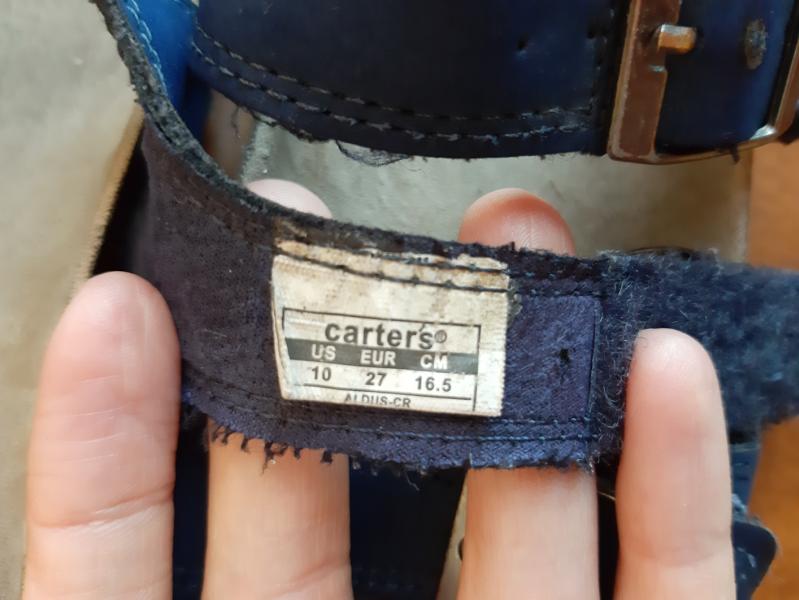 carter's®
US EUR CM
10 27 16.5
ALDUS-CR